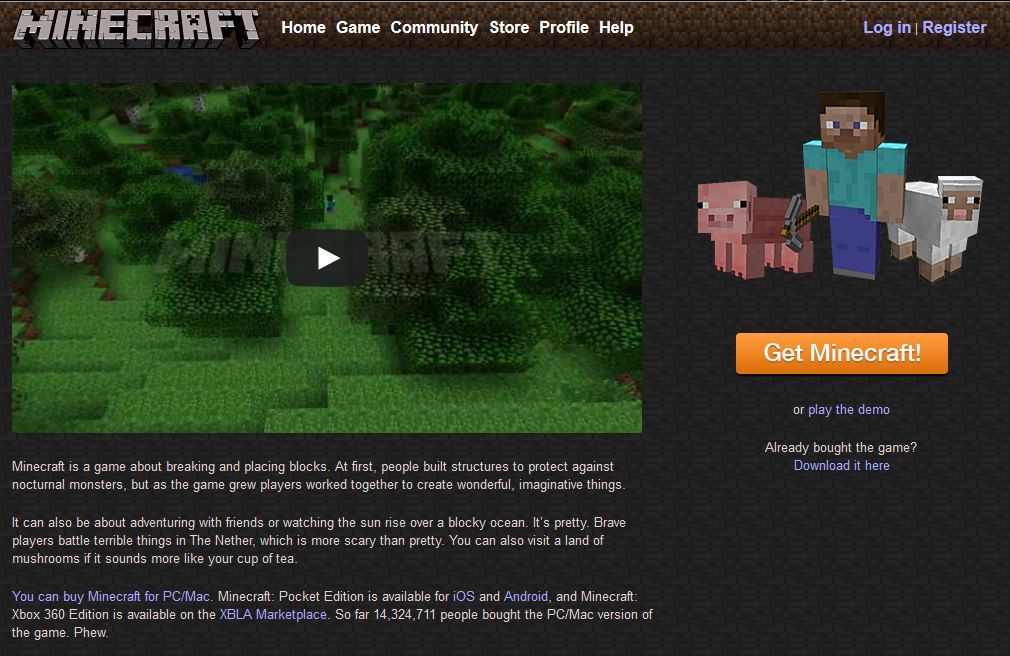 MINECRAFT
Home Game Community Store Profile Help
Log in | Register
MINECRAFT
Get Minecraft!
or play the demo
Already bought the game?
Download it here
Minecraft is a game about breaking and placing blocks. At first, people built structures to protect against
nocturnal monsters, but as the game grew players worked together to create wonderful, imaginative things.
It can also be about adventuring with friends or watching the sun rise over a blocky ocean. It’s pretty. Brave
players battle terrible things in The Nether, which is more scary than pretty. You can also visit a land of
mushrooms if it sounds more like your cup of tea.
You can buy Minecraft for PC/Mac. Minecraft: Pocket Edition is available for iOS and Android, and Minecraft:
Xbox 360 Edition is available on the XBLA Marketplace. So far 14,324,711 people bought the PC/Mac version of
the game. Phew.